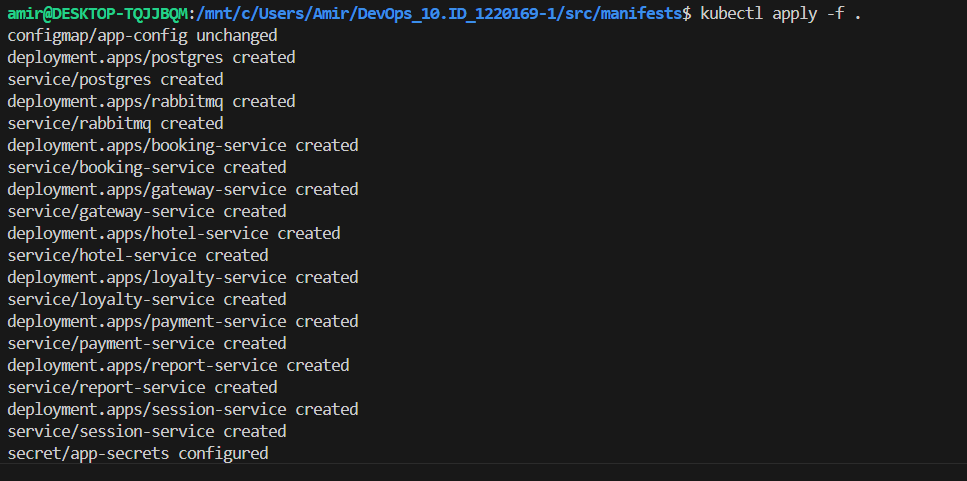 amir@DESKTOP-TQJJBQM:/mnt/c/Users/Amir/DevOps_10.ID_1220169-1/src/manifests$ kubectl apply -f .
configmap/app-config unchanged
deployment.apps/postgres created
service/postgres created
deployment.apps/rabbitmq created
service/rabbitmq created
deployment.apps/booking-service created
service/booking-service created
deployment.apps/gateway-service created
service/gateway-service created
deployment.apps/hotel-service created
service/hotel-service created
deployment.apps/loyalty-service created
service/loyalty-service created
deployment.apps/payment-service created
service/payment-service created
deployment.apps/report-service created
service/report-service created
deployment.apps/session-service created
service/session-service created
secret/app-secrets configured